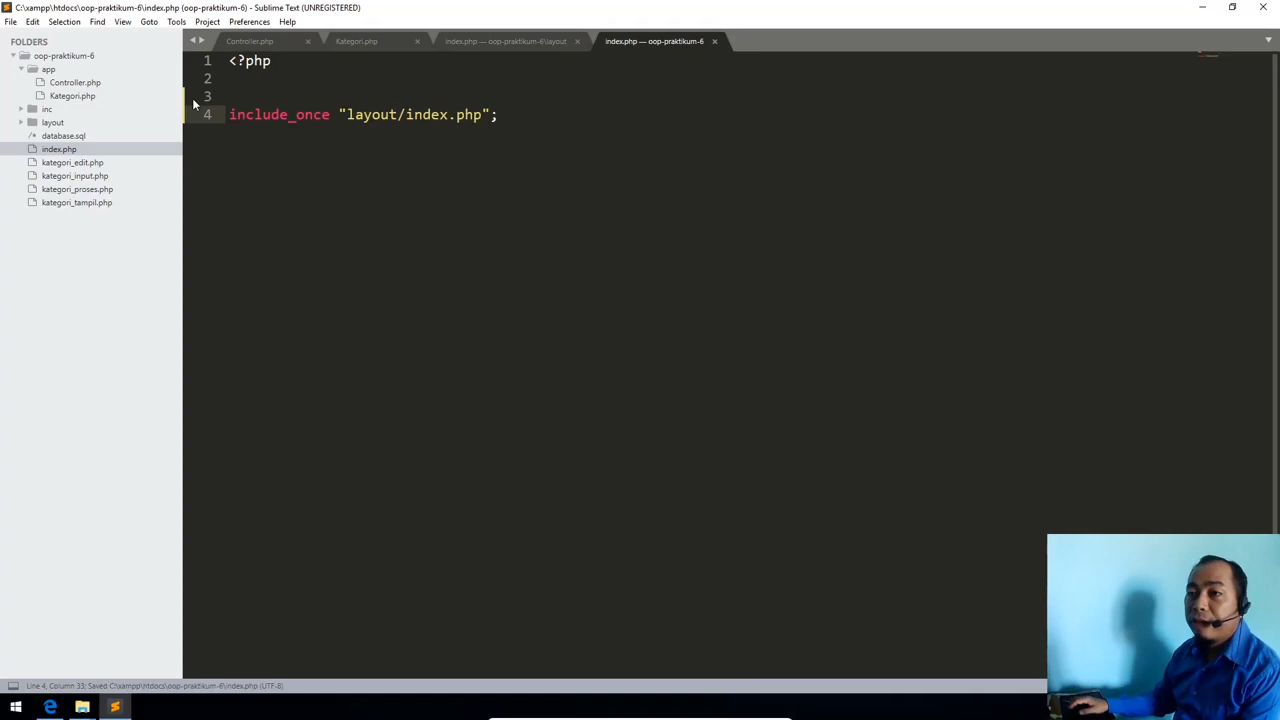 C:\xampp\htdocs\oop-praktikum-6\index.php (oop-praktikum-6) - Sublime Text (UNREGISTERED)
File Edit Selection Find View Goto Tools Project Preferences Help
FOLDERS
oop-praktikum-6
app
Controller.php
Kategori.php
inc
layout
database.sql
index.php
kategori_edit.php
kategori_input.php
kategori_proses.php
kategori_tampil.php
Controller.php × Kategori.php × index.php — oop-praktikum-6\layout × index.php — oop-praktikum-6 ×
1 <?php
2
3
4 include_once "layout/index.php";
Line 4, Column 33; Saved C:\xampp\htdocs\oop-praktikum-6\index.php (UTF-8)